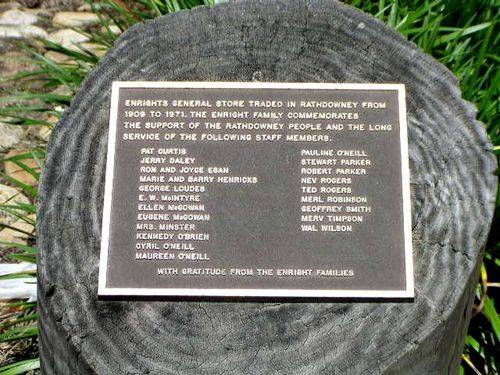 ENRIGHTS GENERAL STORE TRADED IN RATHDOWNEY FROM
1909 TO 1971. THE ENRIGHT FAMILY COMMEMORATES
THE SUPPORT OF THE RATHDOWNEY PEOPLE AND THE LONG
SERVICE OF THE FOLLOWING STAFF MEMBERS.
PAT CURTIS
JERRY DALEY
RON AND JOYCE EGAN
MARIE AND BARRY HENRICKS
GEORGE LOUDES
E. W. McINTYRE
ELLEN McGOWAN
EUGENE McGOWAN
MRS. MINSTER
KENNEDY O'BRIEN
CYRIL O'NEILL
MAUREEN O'NEILL
PAULINE O'NEILL
STEWART PARKER
ROBERT PARKER
NEV ROGERS
TED ROGERS
MERL ROBINSON
GEOFFREY SMITH
MERV TIMPSON
WAL WILSON
WITH GRATITUDE FROM THE ENRIGHT FAMILIES